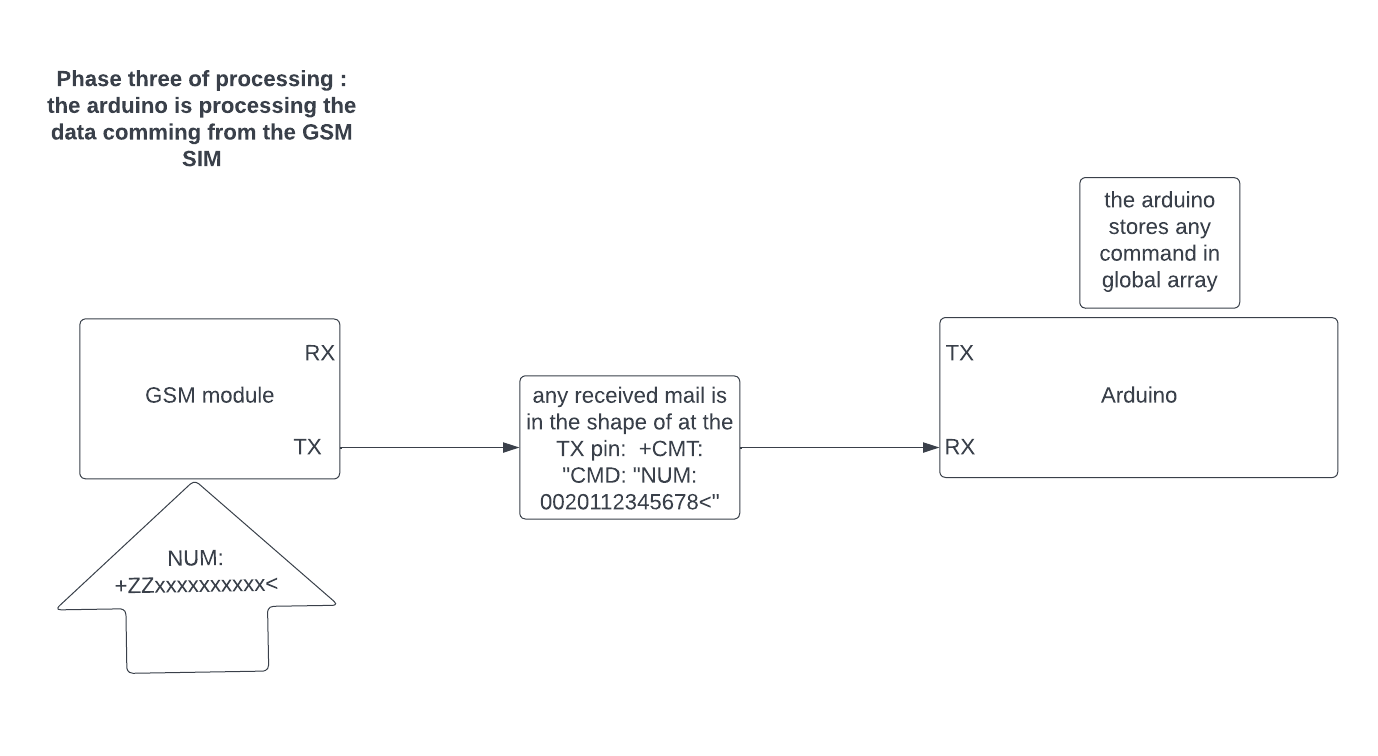 Phase three of processing :
the arduino is processing the
data comming from the GSM
SIM
the arduino
stores any
command in
global array
RX
GSM module
TX
any received mail is
in the shape of at the
TX pin:  +CMT:
"CMD: "NUM:
0020112345678<"
TX
Arduino
RX
NUM:
+ZZxxxxxxxxxx<